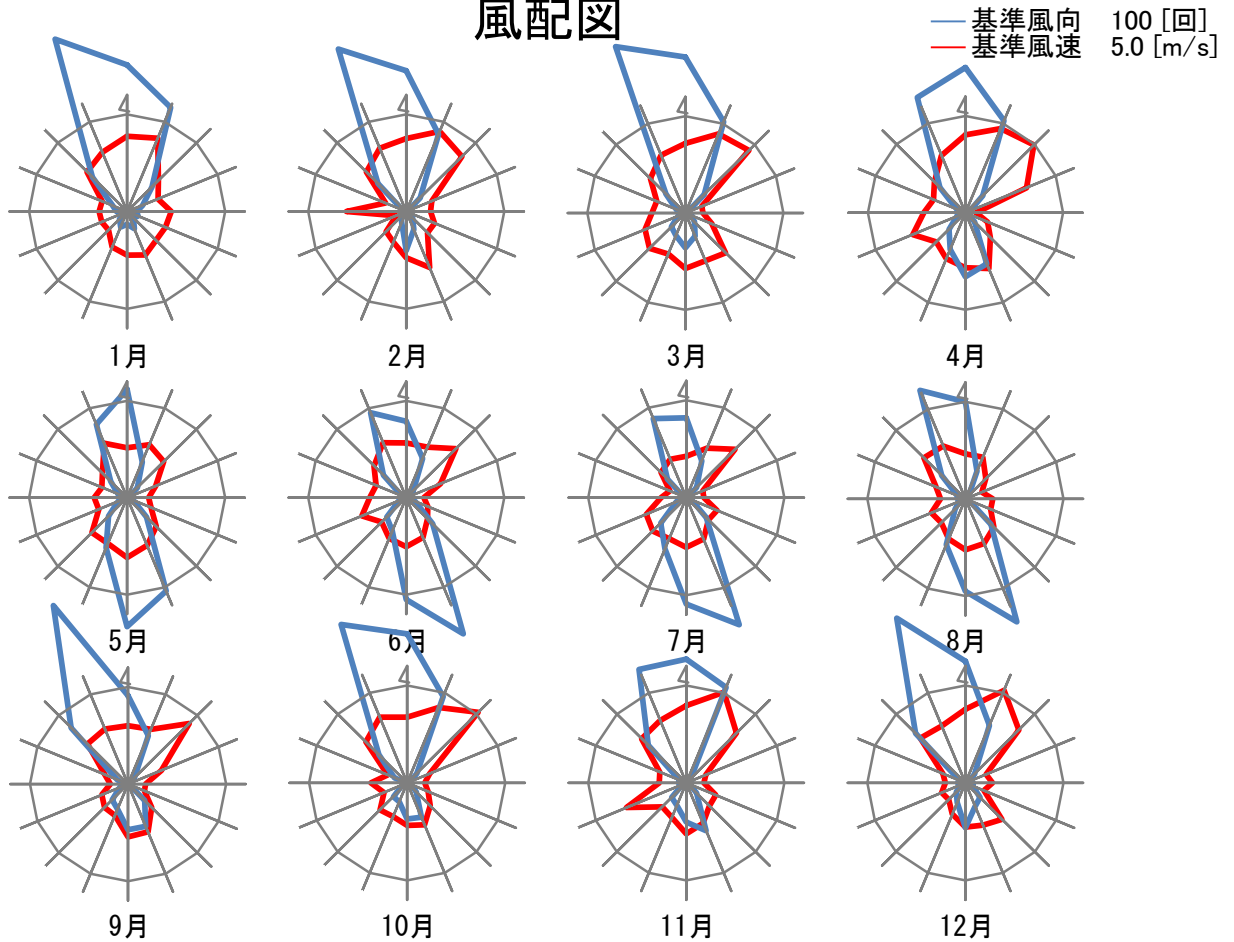 風配図
基準風向 100 [回]
基準風速 5.0 [m/s]
1月
2月
3月
4月
5月
6月
7月
8月
9月
10月
11月
12月